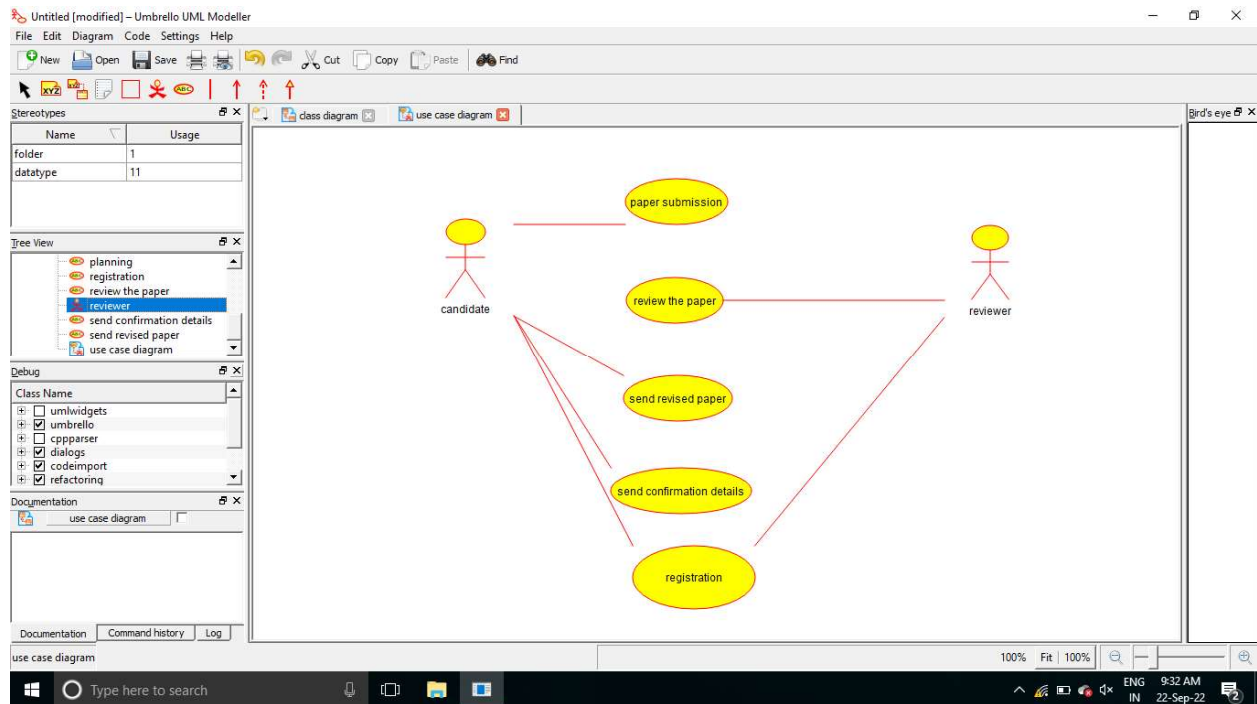 Untitled [modified] – Umbrello UML Modeller
File Edit Diagram Code Settings Help
New Open Save Cut Copy Paste Find
XYZ ABC
Stereotypes
Name Usage
folder 1
datatype 11
Tree View
planning
registration
review the paper
reviewer
send confirmation details
send revised paper
use case diagram
Debug
Class Name
umlwidgets
umbrello
cppparser
dialogs
codeimport
refactoring
Documentation
use case diagram
Documentation Command history Log
use case diagram
class diagram use case diagram
paper submission
candidate
review the paper
reviewer
send revised paper
send confirmation details
registration
Bird's eye
100% Fit 100%
Type here to search
ENG
IN
9:32 AM
22-Sep-22
2